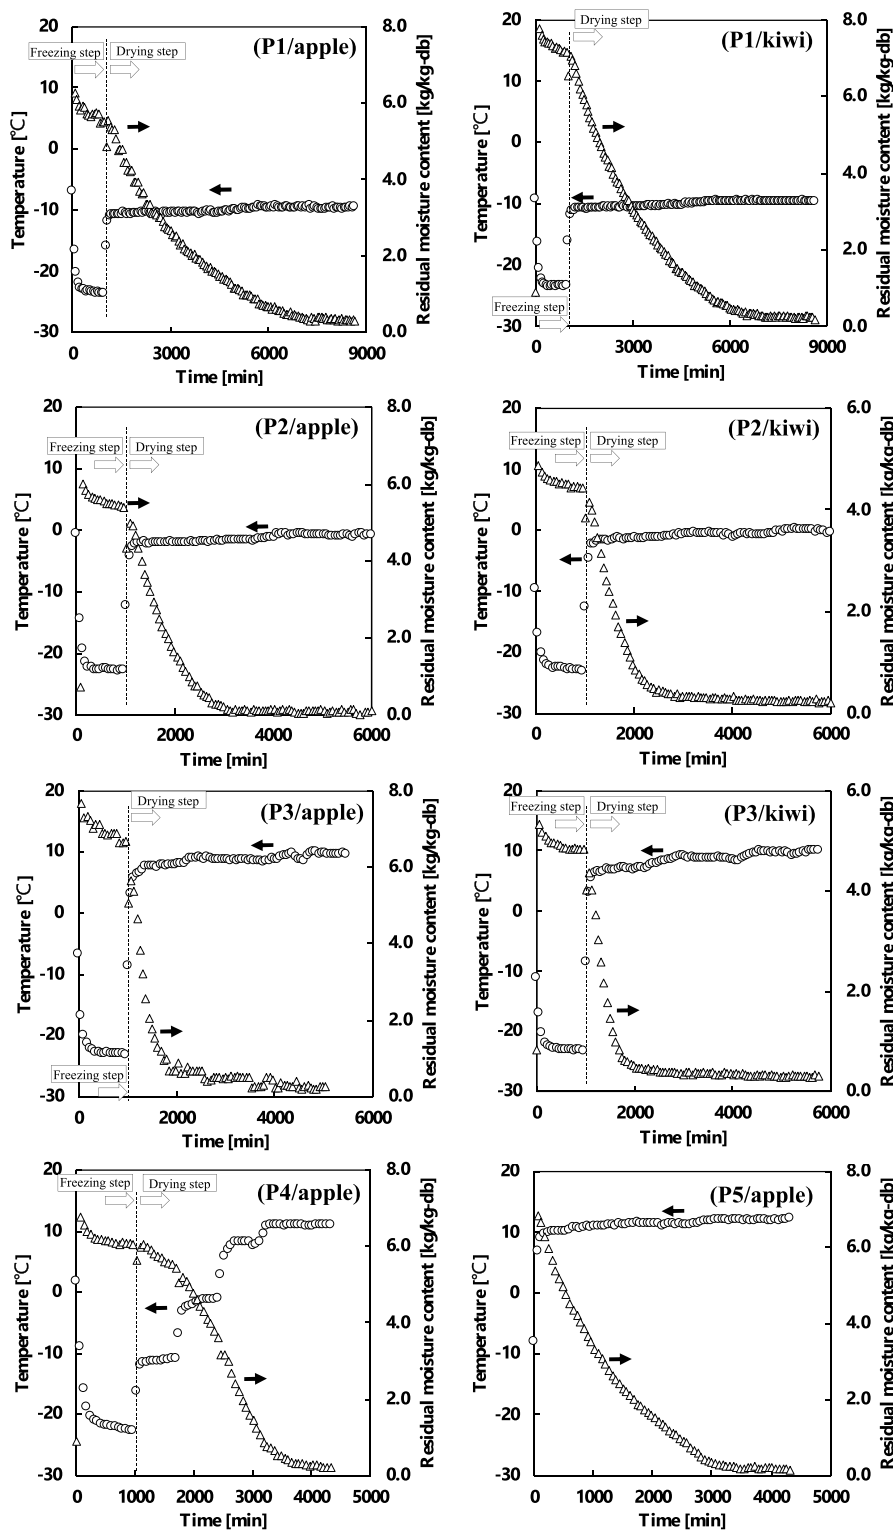 20
8.0
Freezing step
Drying step
(P1/apple)
10
6.0
0
4.0
-10
2.0
-20
-30
0.0
0
3000
6000
9000
Time [min]
Temperature [℃]
Residual moisture content [kg/kg-db]
20
8.0
Drying step
(P1/kiwi)
10
6.0
0
4.0
-10
2.0
-20
Freezing step
-30
0.0
0
3000
6000
9000
Time [min]
Temperature [℃]
Residual moisture content [kg/kg-db]
20
8.0
Freezing step
Drying step
(P2/apple)
10
6.0
0
4.0
-10
2.0
-20
-30
0.0
0
2000
4000
6000
Time [min]
Temperature [℃]
Residual moisture content [kg/kg-db]
20
6.0
Freezing step
Drying step
(P2/kiwi)
10
4.0
0
-10
2.0
-20
-30
0.0
0
2000
4000
6000
Time [min]
Temperature [℃]
Residual moisture content [kg/kg-db]
20
8.0
Drying step
(P3/apple)
10
6.0
0
4.0
-10
2.0
-20
Freezing step
-30
0.0
0
2000
4000
6000
Time [min]
Temperature [℃]
Residual moisture content [kg/kg-db]
20
6.0
Freezing step
Drying step
(P3/kiwi)
10
4.0
0
-10
2.0
-20
-30
0.0
0
2000
4000
6000
Time [min]
Temperature [℃]
Residual moisture content [kg/kg-db]
20
8.0
Freezing step
Drying step
(P4/apple)
10
6.0
0
4.0
-10
2.0
-20
-30
0.0
0
1000
2000
3000
4000
5000
Time [min]
Temperature [℃]
Residual moisture content [kg/kg-db]
20
8.0
(P5/apple)
10
6.0
0
4.0
-10
2.0
-20
-30
0.0
0
1000
2000
3000
4000
5000
Time [min]
Temperature [℃]
Residual moisture content [kg/kg-db]